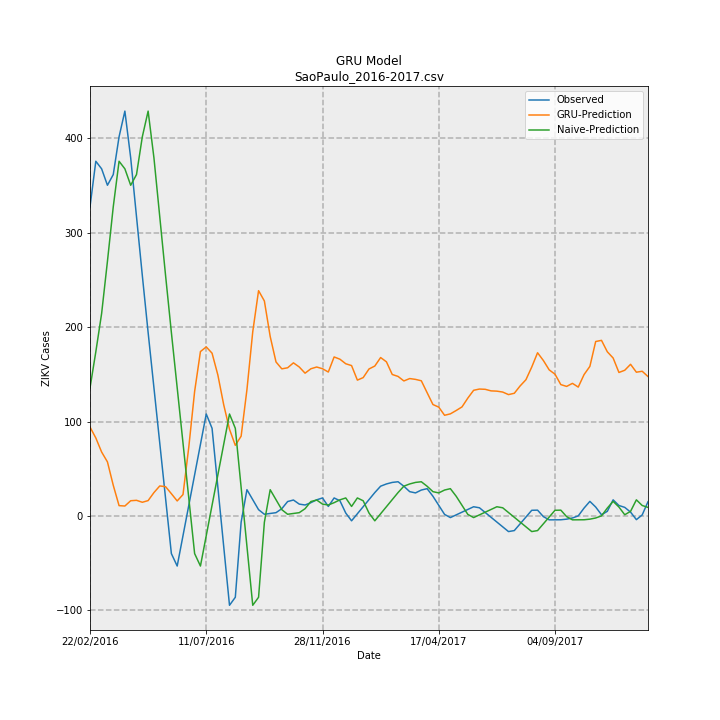 GRU Model
SaoPaulo_2016-2017.csv
Observed
GRU-Prediction
Naive-Prediction
ZIKV Cases
400
300
200
100
0
−100
22/02/2016 11/07/2016 28/11/2016 17/04/2017 04/09/2017
Date